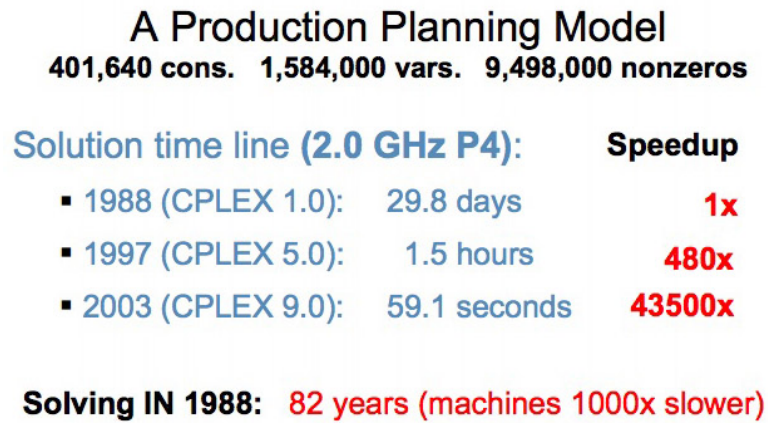 A Production Planning Model
401,640 cons. 1,584,000 vars. 9,498,000 nonzeros
Solution time line (2.0 GHz P4): Speedup
▪ 1988 (CPLEX 1.0): 29.8 days 1x
▪ 1997 (CPLEX 5.0): 1.5 hours 480x
▪ 2003 (CPLEX 9.0): 59.1 seconds 43500x
Solving IN 1988: 82 years (machines 1000x slower)